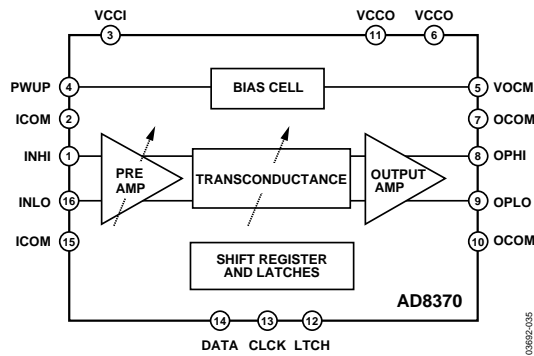 VCCI VCCO VCCO
3 11 6
PWUP 4 BIAS CELL 5 VOCM
ICOM 2 7 OCOM
INHI 1 8 OPHI
PRE AMP
TRANSCONDUCTANCE
OUTPUT AMP
INLO 16 9 OPLO
ICOM 15 10 OCOM
SHIFT REGISTER
AND LATCHES
AD8370
14 13 12
DATA CLCK LTCH
03692-035